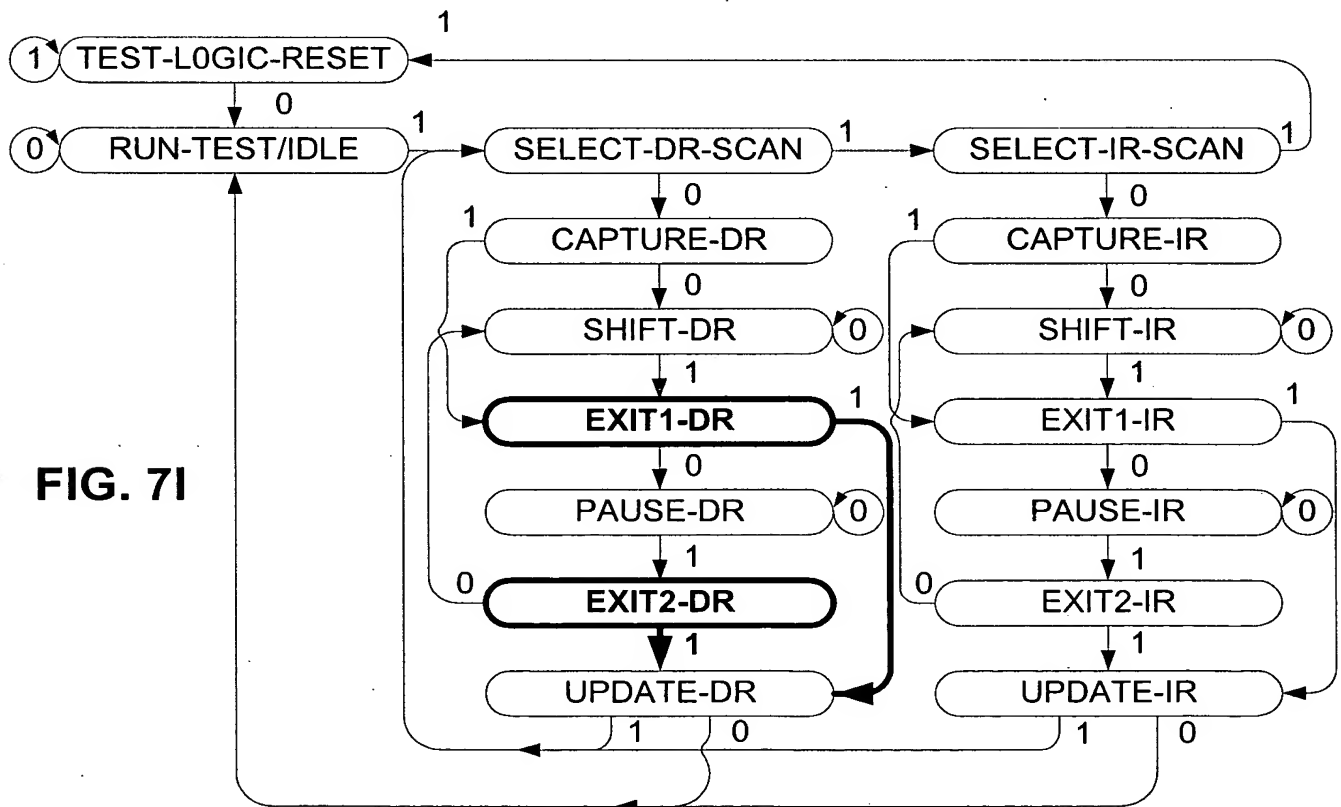 1
1 TEST-L0GIC-RESET
0
0 RUN-TEST/IDLE 1 SELECT-DR-SCAN 1 SELECT-IR-SCAN 1
0 0
1 CAPTURE-DR 1 CAPTURE-IR
0 0
SHIFT-DR 0 SHIFT-IR 0
1 1
EXIT1-DR 1 EXIT1-IR 1
0 0
FIG. 7I
PAUSE-DR 0 PAUSE-IR 0
1 1
0 EXIT2-DR 0 EXIT2-IR
1 1
UPDATE-DR UPDATE-IR
1 0 1 0